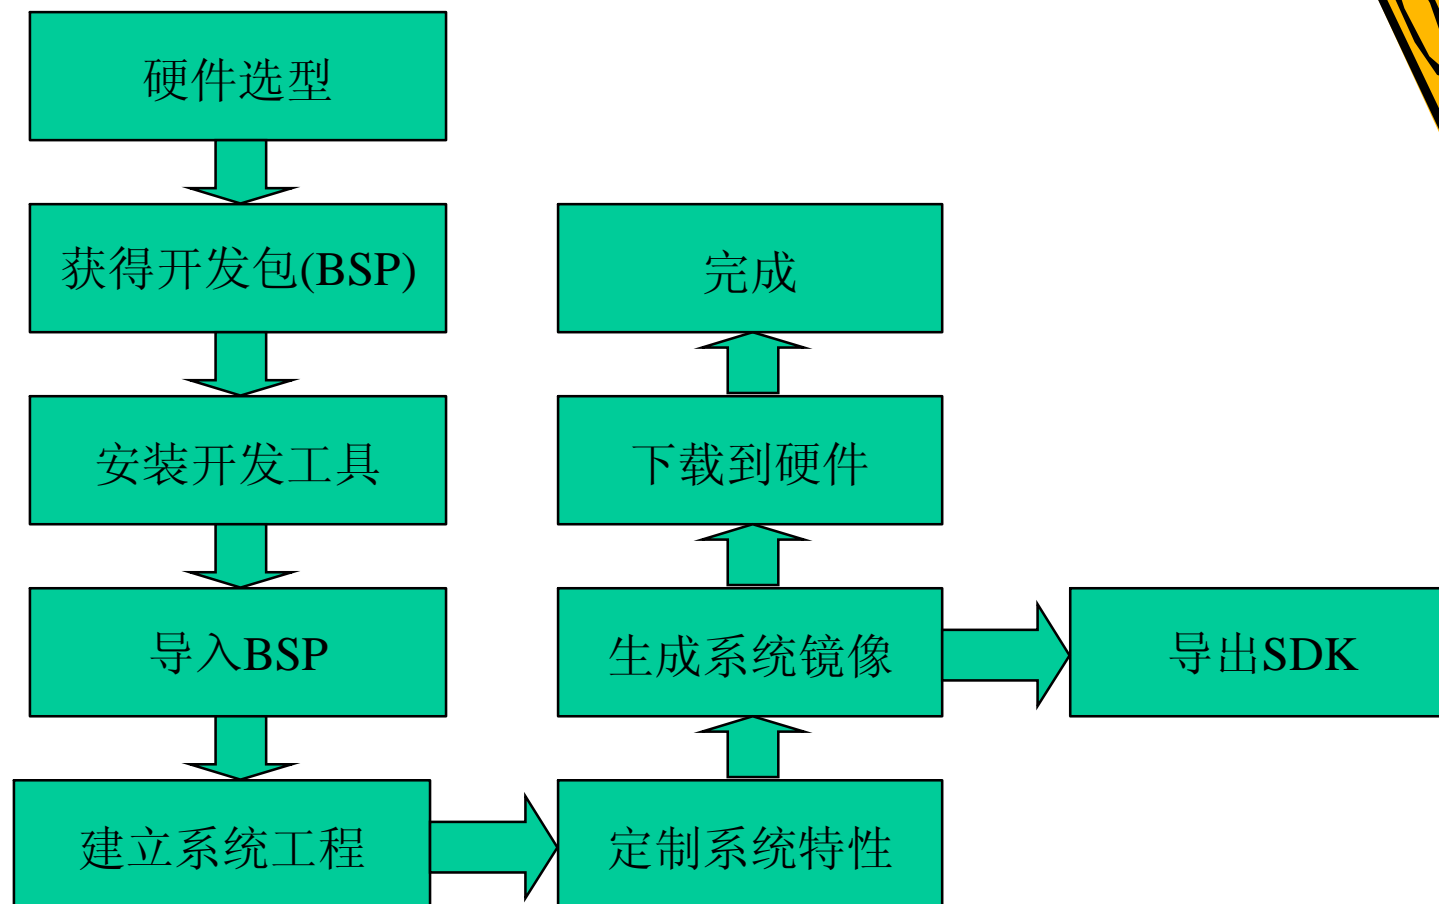 硬件选型
获得开发包(BSP)
安装开发工具
导入BSP
建立系统工程
定制系统特性
生成系统镜像
下载到硬件
完成
导出SDK